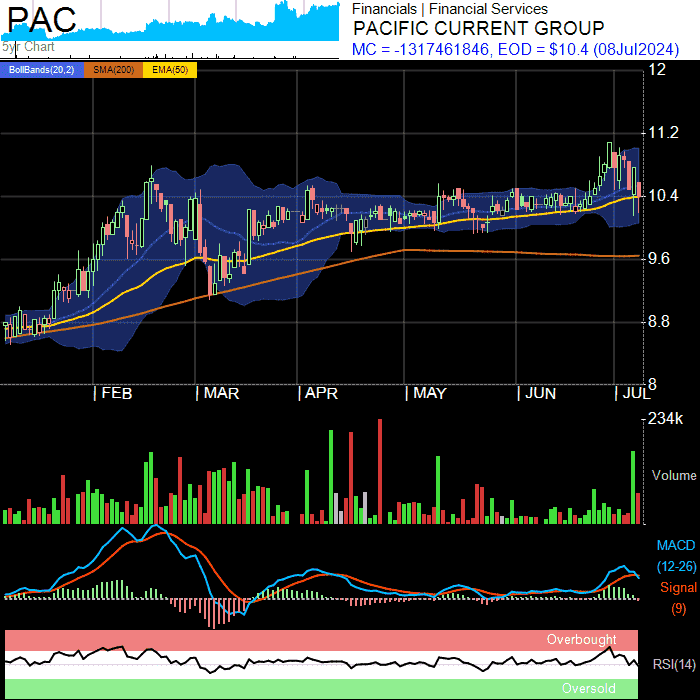 PAC
5yr Chart
Financials | Financial Services
PACIFIC CURRENT GROUP
MC = -1317461846, EOD = $10.4 (08Jul2024)
BollBands(20,2) SMA(200) EMA(50)
12
11.2
10.4
9.6
8.8
8
| FEB | MAR | APR | MAY | JUN | JUL
234k
Volume
MACD
(12-26)
Signal
(9)
Overbought
RSI(14)
Oversold